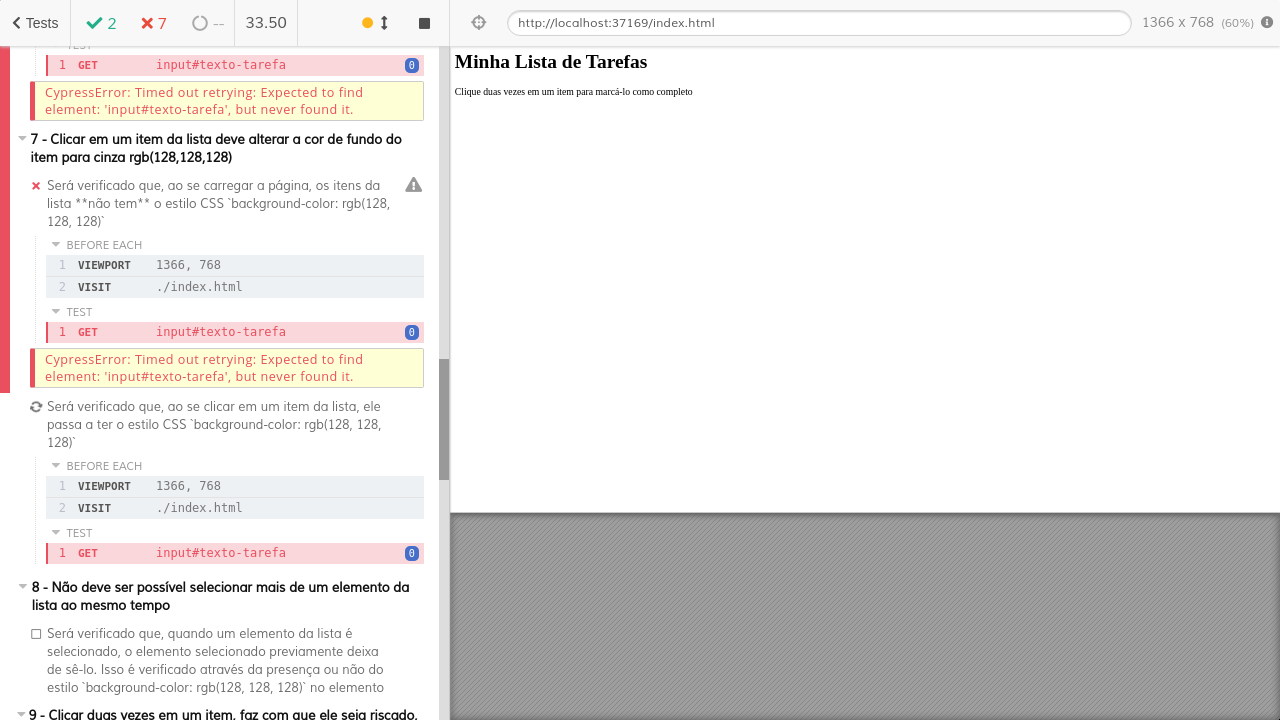 Tests
2
7
--
33.50
http://localhost:37169/index.html
1366 x 768 (60%)
TEST
1 GET input#texto-tarefa 0
CypressError: Timed out retrying: Expected to find
element: 'input#texto-tarefa', but never found it.
7 - Clicar em um item da lista deve alterar a cor de fundo do
item para cinza rgb(128,128,128)
Será verificado que, ao se carregar a página, os itens da
lista **não tem** o estilo CSS `background-color: rgb(128,
128, 128)`
BEFORE EACH
1 VIEWPORT 1366, 768
2 VISIT ./index.html
TEST
1 GET input#texto-tarefa 0
CypressError: Timed out retrying: Expected to find
element: 'input#texto-tarefa', but never found it.
Será verificado que, ao se clicar em um item da lista, ele
passa a ter o estilo CSS `background-color: rgb(128, 128,
128)`
BEFORE EACH
1 VIEWPORT 1366, 768
2 VISIT ./index.html
TEST
1 GET input#texto-tarefa 0
8 - Não deve ser possível selecionar mais de um elemento da
lista ao mesmo tempo
Será verificado que, quando um elemento da lista é
selecionado, o elemento selecionado previamente deixa
de sê-lo. Isso é verificado através da presença ou não do
estilo `background-color: rgb(128, 128, 128)` no elemento
9 - Clicar duas vezes em um item, faz com que ele seja riscado,
Minha Lista de Tarefas
Clique duas vezes em um item para marcá-lo como completo